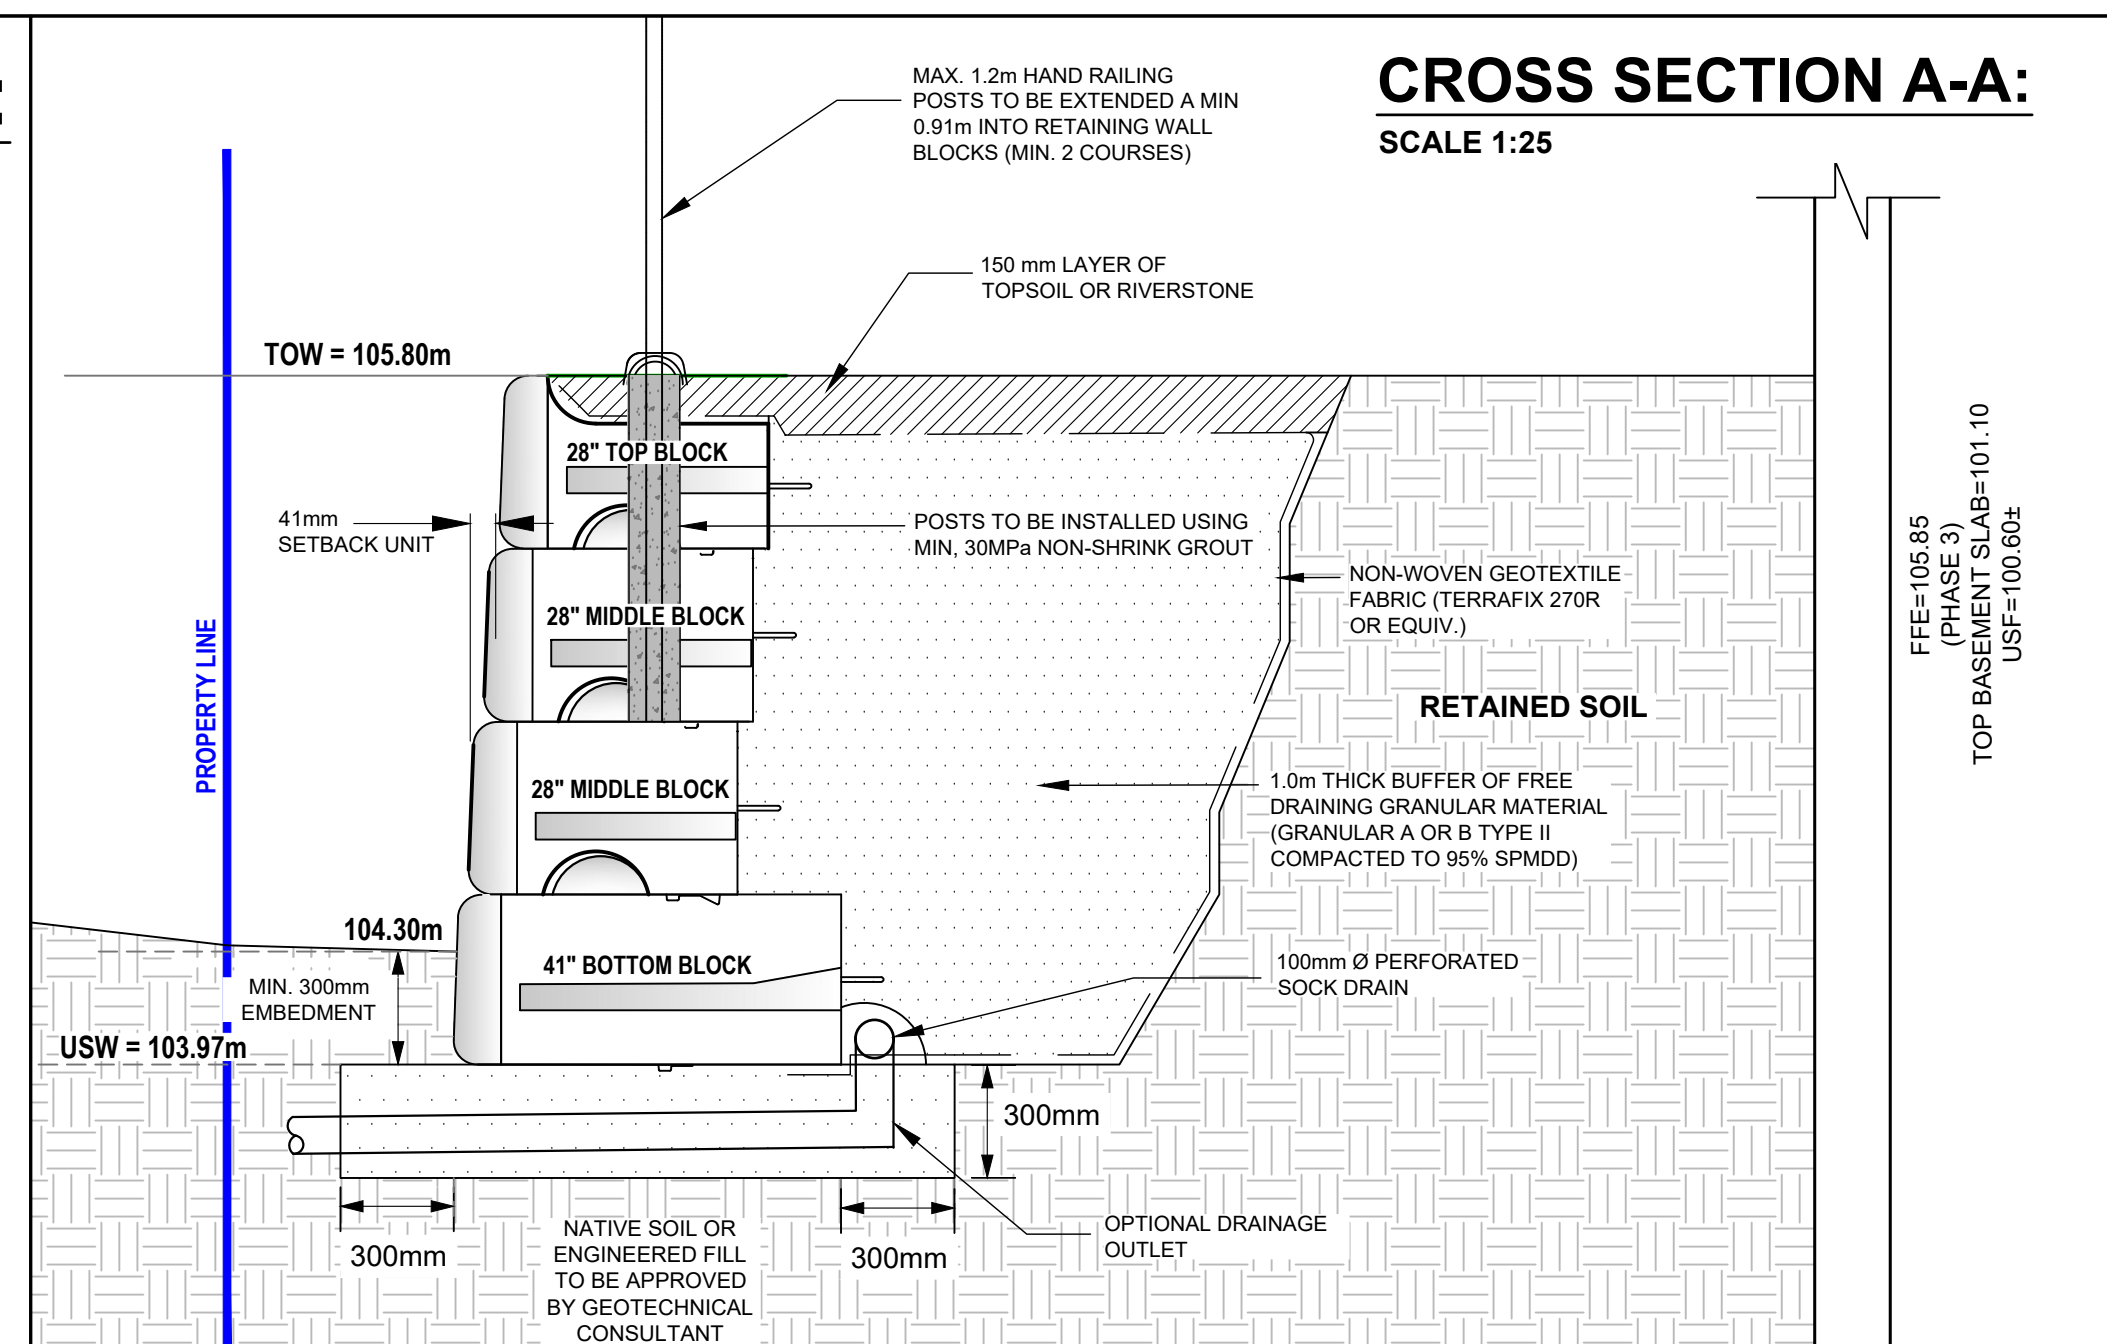 CROSS SECTION A-A:
SCALE 1:25
MAX. 1.2m HAND RAILING
POSTS TO BE EXTENDED A MIN
0.91m INTO RETAINING WALL
BLOCKS (MIN. 2 COURSES)
150 mm LAYER OF
TOPSOIL OR RIVERSTONE
TOW = 105.80m
28" TOP BLOCK
41mm
SETBACK UNIT
POSTS TO BE INSTALLED USING
MIN, 30MPa NON-SHRINK GROUT
NON-WOVEN GEOTEXTILE
FABRIC (TERRAFIX 270R
OR EQUIV.)
28" MIDDLE BLOCK
PROPERTY LINE
RETAINED SOIL
28" MIDDLE BLOCK
1.0m THICK BUFFER OF FREE
DRAINING GRANULAR MATERIAL
(GRANULAR A OR B TYPE II
COMPACTED TO 95% SPMDD)
FFE=105.85
(PHASE 3)
TOP BASEMENT SLAB=101.10
USF=100.60±
104.30m
41" BOTTOM BLOCK
100mm Ø PERFORATED
SOCK DRAIN
MIN. 300mm
EMBEDMENT
USW = 103.97m
300mm
300mm
300mm
NATIVE SOIL OR
ENGINEERED FILL
TO BE APPROVED
BY GEOTECHNICAL
CONSULTANT
OPTIONAL DRAINAGE
OUTLET